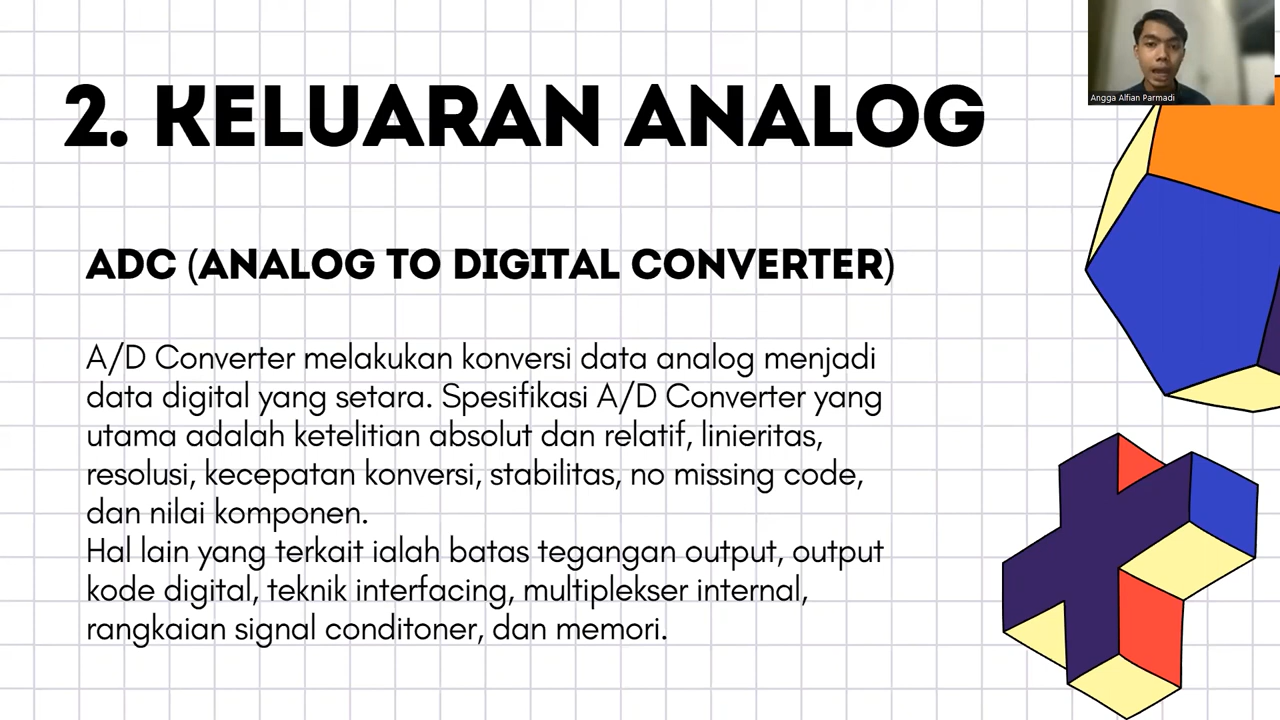 2. KELUARAN ANALOG
Angga Alfian Parmadi
ADC (ANALOG TO DIGITAL CONVERTER)
A/D Converter melakukan konversi data analog menjadi
data digital yang setara. Spesifikasi A/D Converter yang
utama adalah ketelitian absolut dan relatif, linieritas,
resolusi, kecepatan konversi, stabilitas, no missing code,
dan nilai komponen.
Hal lain yang terkait ialah batas tegangan output, output
kode digital, teknik interfacing, multiplekser internal,
rangkaian signal conditoner, dan memori.